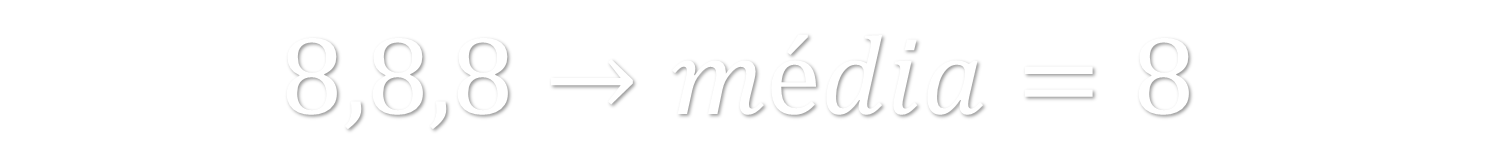 8,8,8 → média = 8